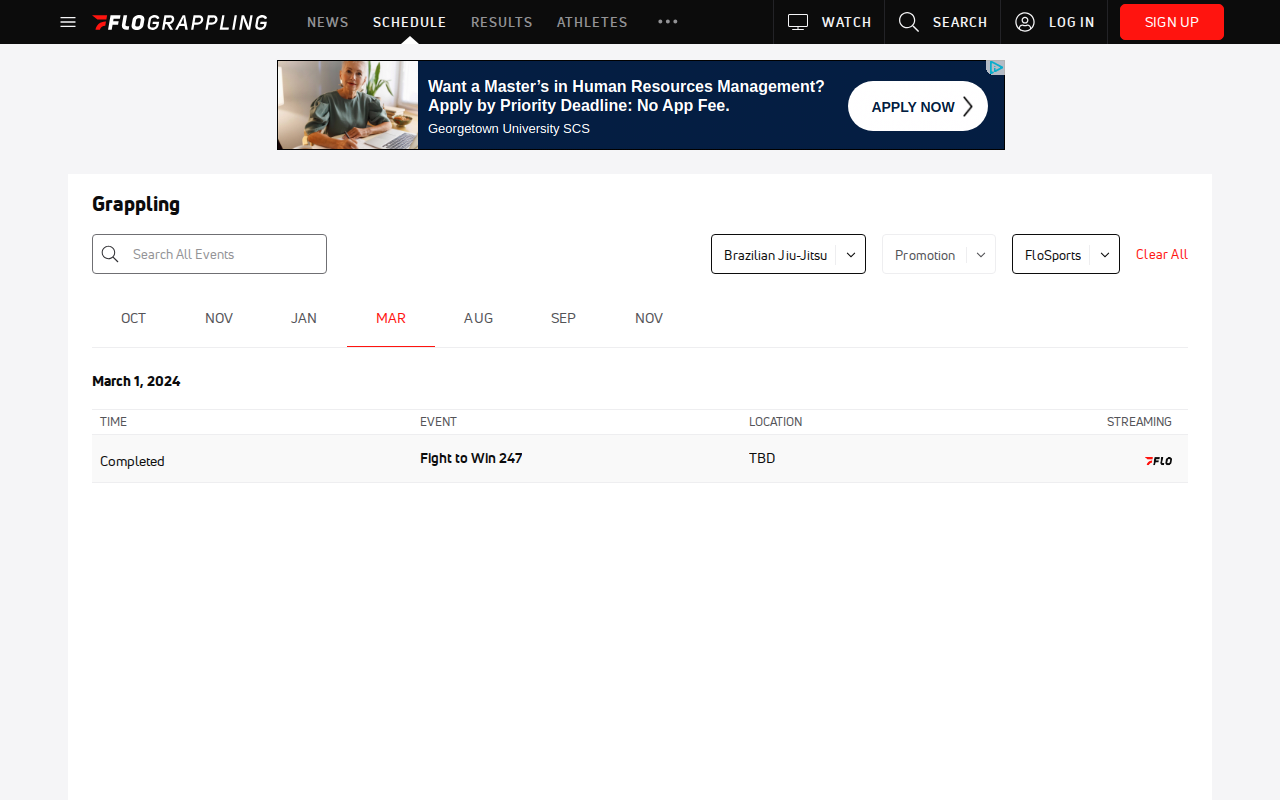 FLOGRAPPLING NEWS SCHEDULE RESULTS ATHLETES WATCH SEARCH LOG IN SIGN UP
Want a Master's in Human Resources Management?
Apply by Priority Deadline: No App Fee.
Georgetown University SCS
APPLY NOW
Grappling
Search All Events Brazilian Jiu-Jitsu Promotion FloSports Clear All
OCT NOV JAN MAR AUG SEP NOV
March 1, 2024
TIME EVENT LOCATION STREAMING
Completed Fight to Win 247 TBD FLO